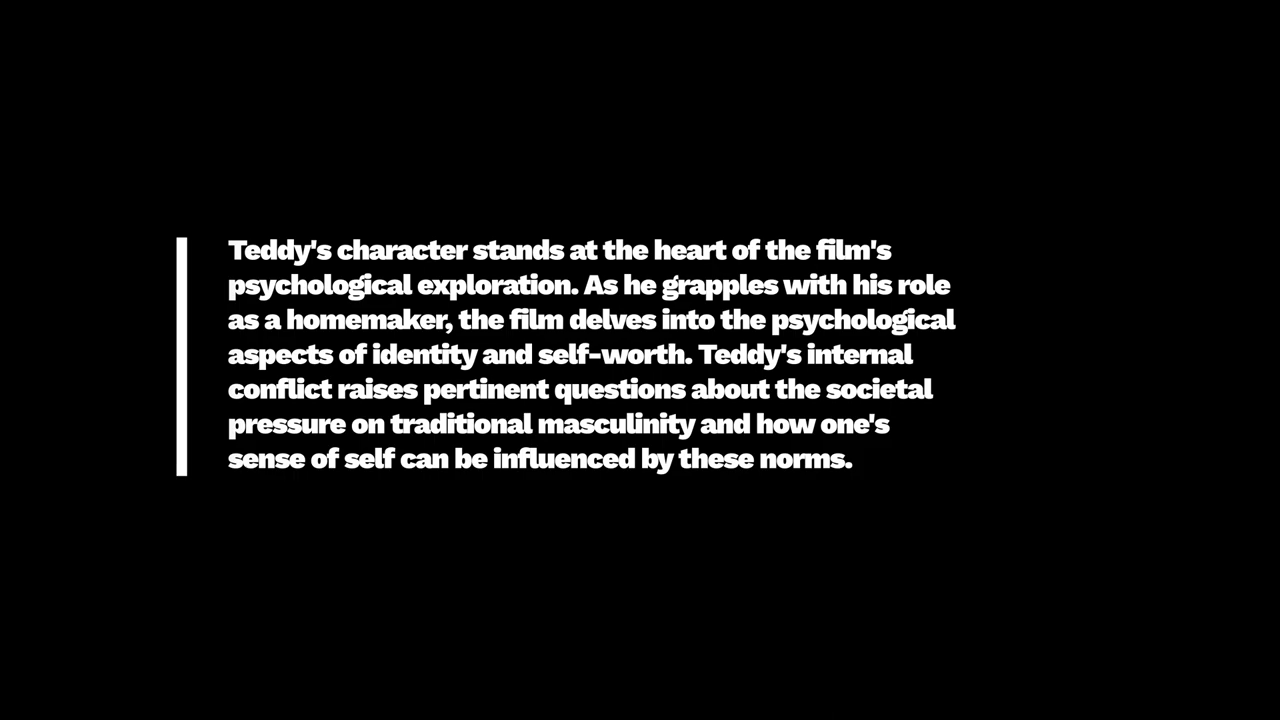 Teddy's character stands at the heart of the film's
psychological exploration. As he grapples with his role
as a homemaker, the film delves into the psychological
aspects of identity and self-worth. Teddy's internal
conflict raises pertinent questions about the societal
pressure on traditional masculinity and how one's
sense of self can be influenced by these norms.